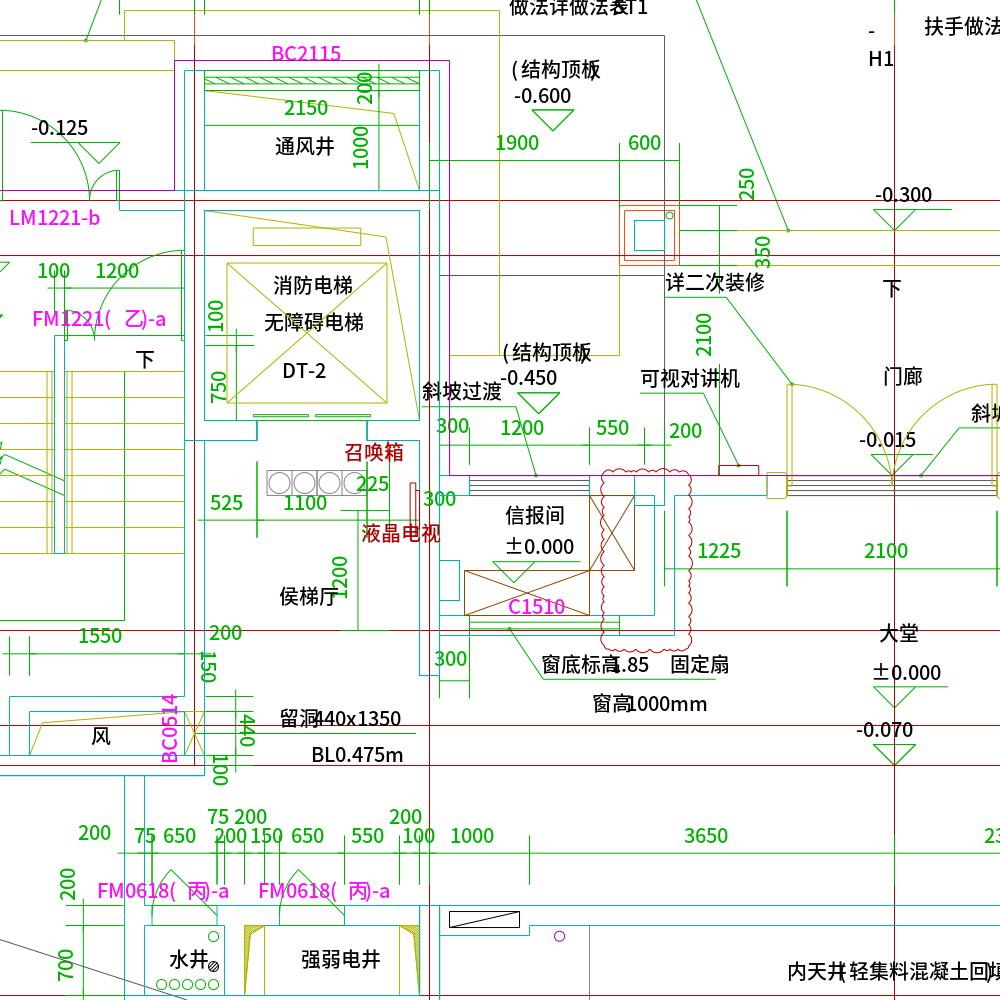 做法详做法表ST1
扶手做法
-
H1
BC2115
(结构顶板)
-0.600
200
2150
1000
通风井
-0.125
1900
600
250
-0.300
LM1221-b
350
100
1200
消防电梯
详二次装修
下
FM1221(乙)-a
100
无障碍电梯
2100
下
(结构顶板)
DT-2
-0.450
750
斜坡过渡
可视对讲机
门廊
斜坡
300
1200
550
200
-0.015
召唤箱
225
525
1100
300
信报间
液晶电视
±0.000
1225
2100
1200
侯梯厅
C1510
1550
200
大堂
150
300
窗底标高1.85
固定扇
±0.000
BC0514
窗高1000mm
留洞440x1350
440
风
-0.070
BL0.475m
100
75
200
200
200
75
650
200
150
650
550
100
1000
3650
23
200
FM0618(丙)-a
FM0618(丙)-a
700
水井
强弱电井
内天井(轻集料混凝土回填